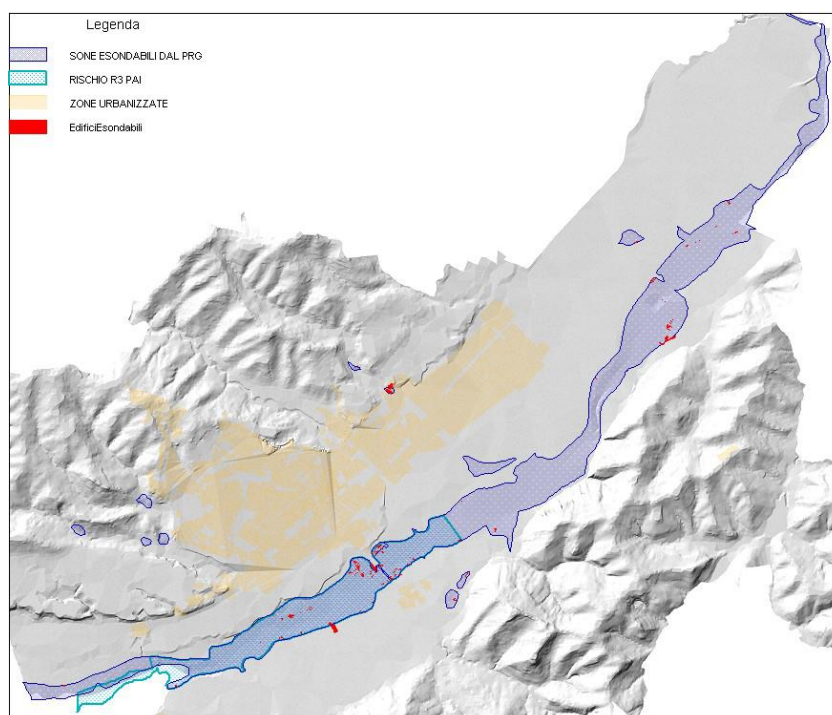 Legenda
SONE ESONDABILI DAL PRG
RISCHIO R3 PAI
ZONE URBANIZZATE
EdificiEsondabili